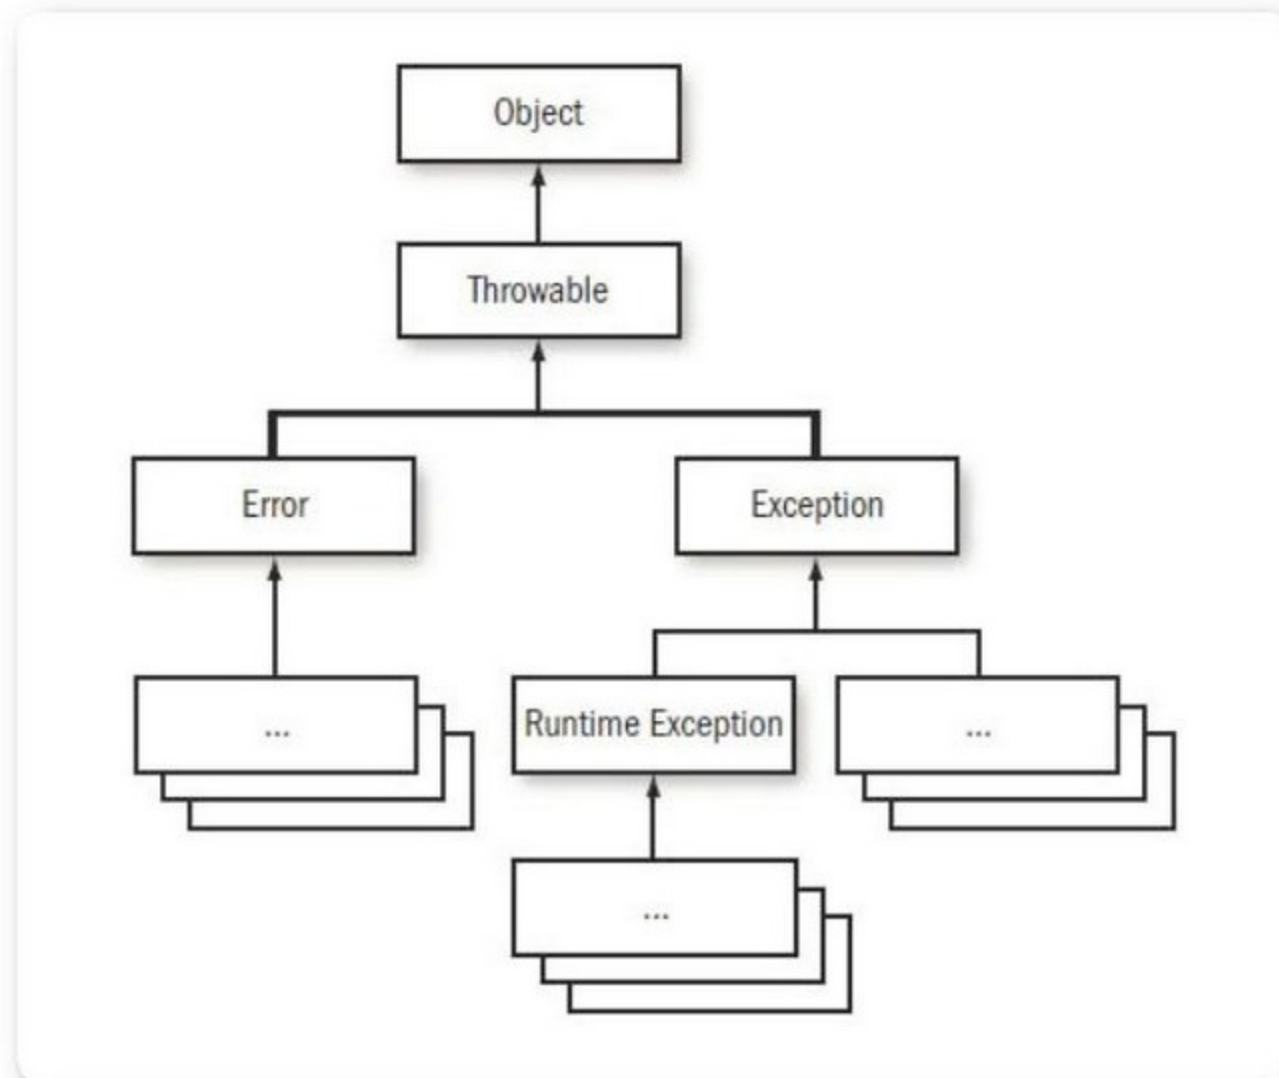 Object
Throwable
Error
Exception
...
Runtime Exception
...
...